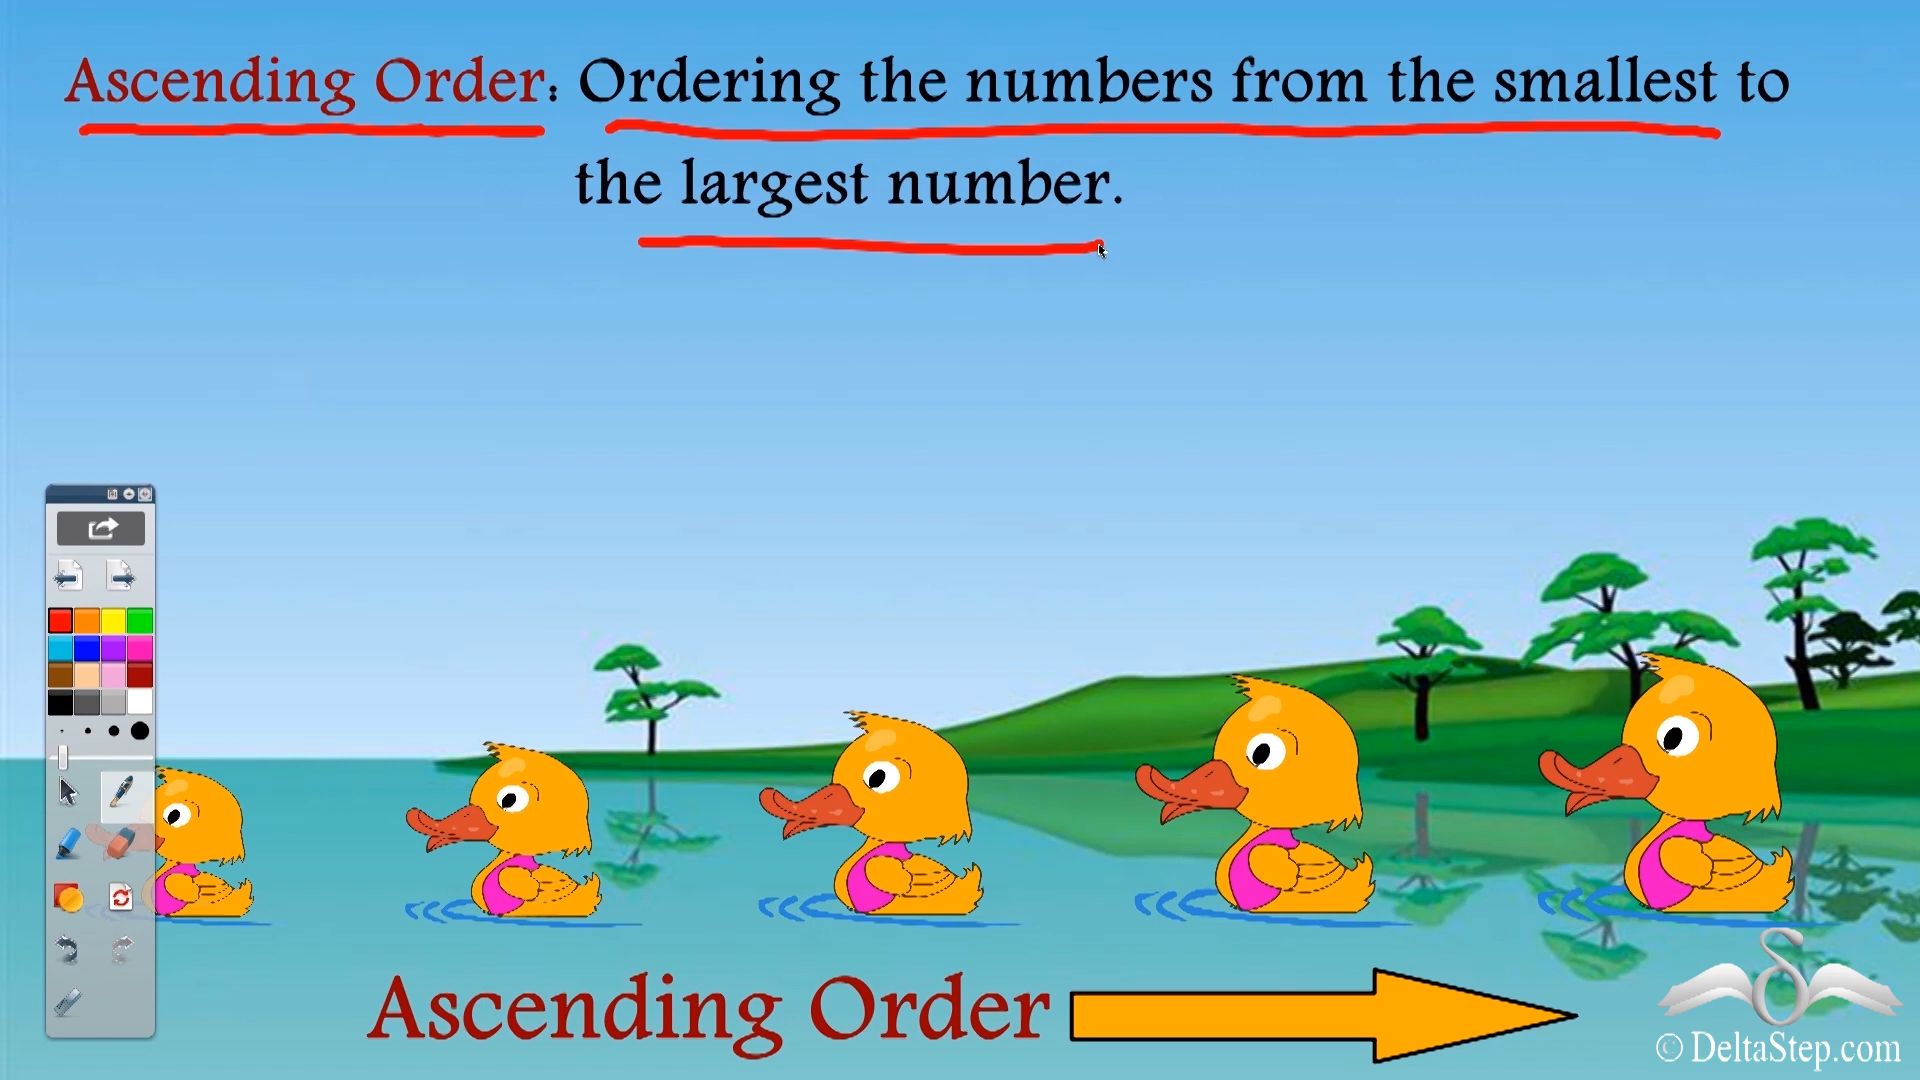 Ascending Order: Ordering the numbers from the smallest to
the largest number.
Ascending Order
© DeltaStep.com